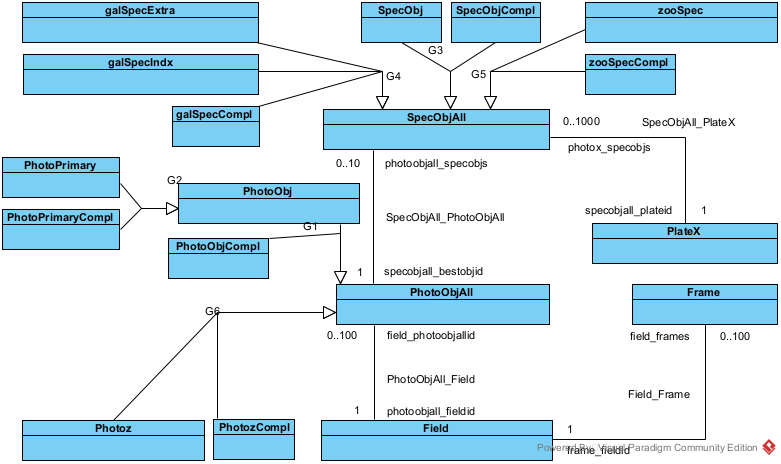 galSpecExtra
SpecObj
SpecObjCompl
zooSpec
G3
galSpecIndx
zooSpecCompl
G4
G5
galSpecCompl
SpecObjAll
0..1000
SpecObjAll_PlateX
photox_specobjs
0..10
photoobjall_specobjs
PhotoPrimary
G2
PhotoObj
PhotoPrimaryCompl
SpecObjAll_PhotoObjAll
specobjall_plateid
1
G1
PhotoObjCompl
PlateX
1
specobjall_bestobjid
PhotoObjAll
Frame
G6
0..100
field_photoobjallid
field_frames
0..100
PhotoObjAll_Field
Field_Frame
1
photoobjall_fieldid
Photoz
PhotozCompl
Field
1
Powered By Visual Paradigm Community Edition
frame_fieldid